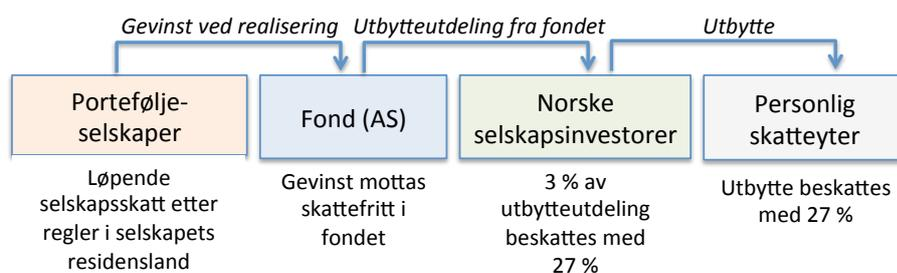 Gevinst ved realisering
Utbytteutdeling fra fondet
Utbytte
Portefølje-
selskaper
Fond (AS)
Norske
selskapsinvestorer
Personlig
skatteyter
Løpende
selskapsskatt etter
regler i selskapets
residensland
Gevinst mottas
skattefritt i
fondet
3 % av
utbytteutdeling
beskattes med
27 %
Utbytte beskattes
med 27 %